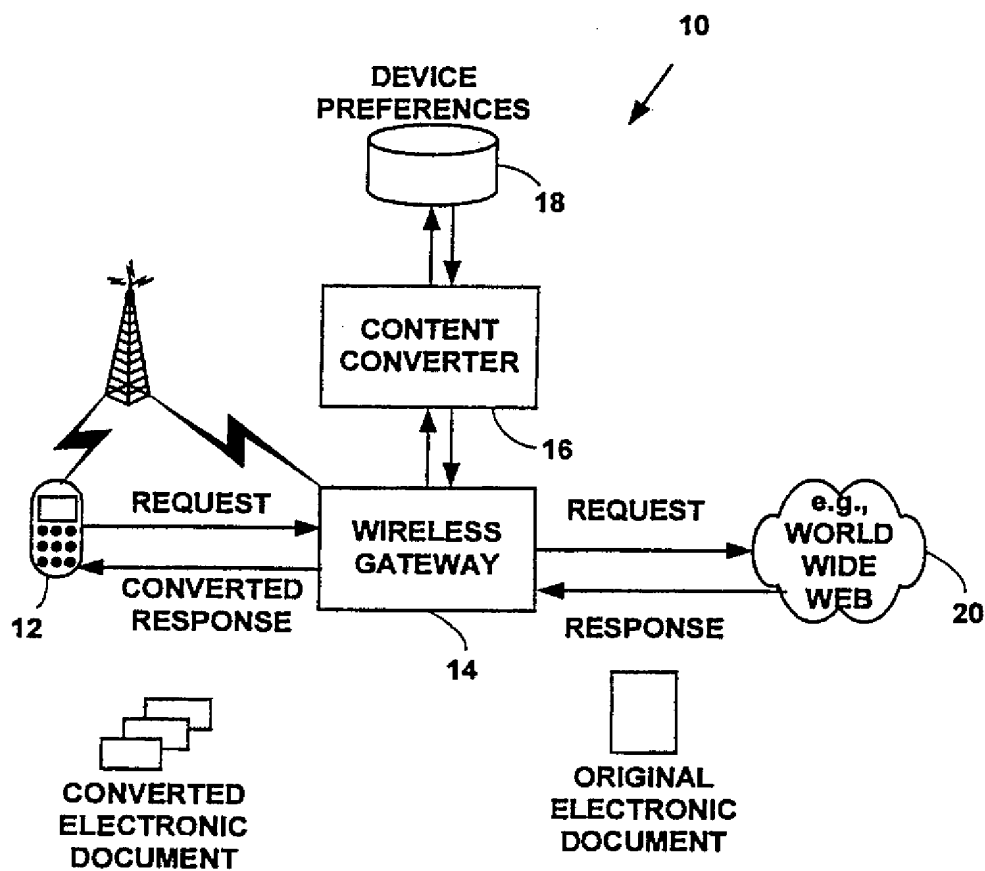 10
DEVICE
PREFERENCES
18
CONTENT
CONVERTER
16
REQUEST
WIRELESS
GATEWAY
REQUEST
e.g.,
WORLD
WIDE
WEB
CONVERTED
RESPONSE
RESPONSE
12
14
20
CONVERTED
ELECTRONIC
DOCUMENT
ORIGINAL
ELECTRONIC
DOCUMENT